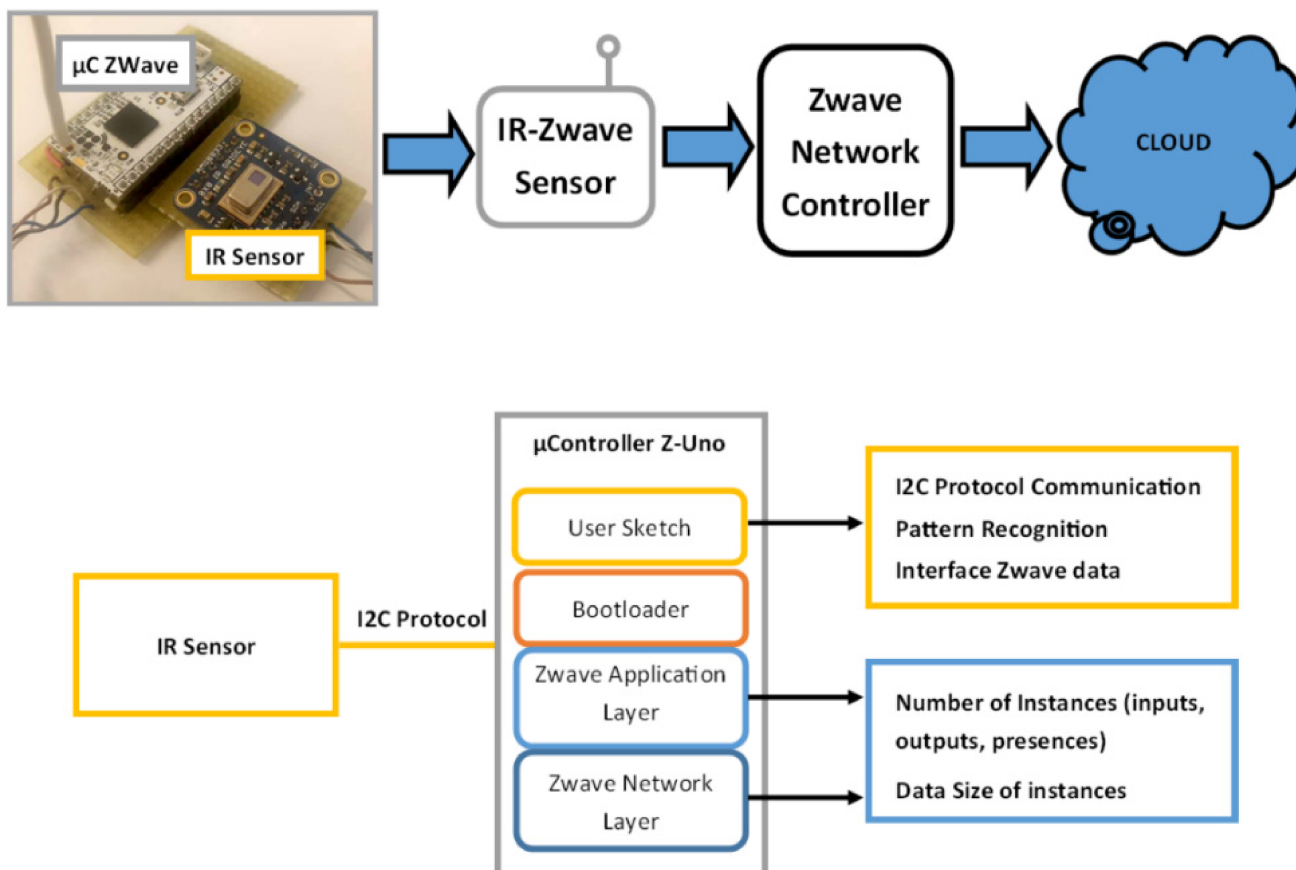 µC ZWave
IR Sensor
IR-Zwave
Sensor
Zwave
Network
Controller
CLOUD
IR Sensor
I2C Protocol
µController Z-Uno
User Sketch
Bootloader
Zwave Application
Layer
Zwave Network
Layer
I2C Protocol Communication
Pattern Recognition
Interface Zwave data
Number of Instances (inputs,
outputs, presences)
Data Size of instances